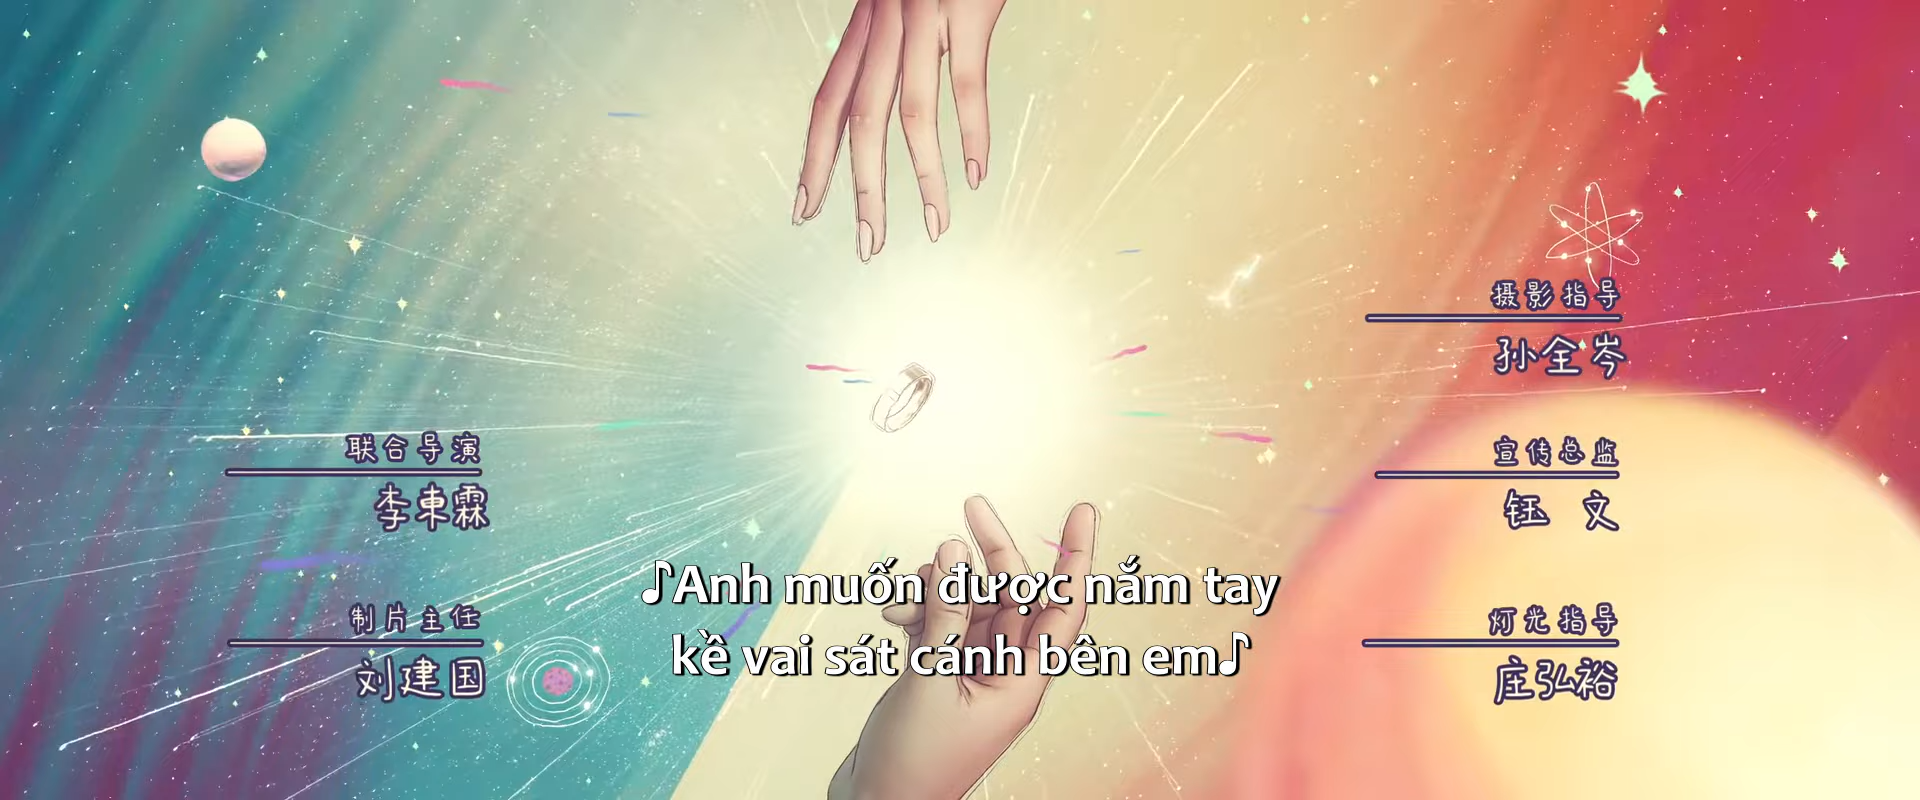 联合导演
李東霖
制片主任
刘建国
摄影指导
孙全岑
宣传总监
钰 文
灯光指导
庄弘裕
♪Anh muốn được nắm tay
kề vai sát cánh bên em♪